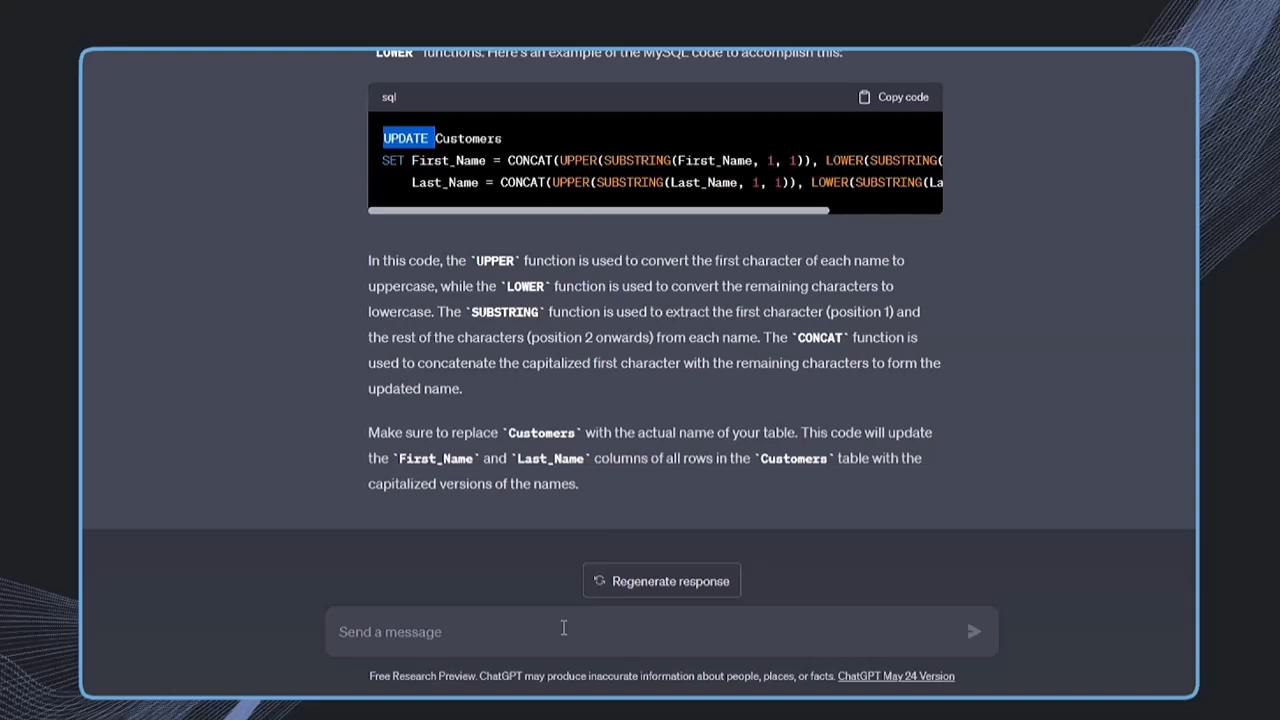 `LOWER` functions. Here's an example of the MySQL code to accomplish this:
sql
Copy code
UPDATE Customers
SET First_Name = CONCAT(UPPER(SUBSTRING(First_Name, 1, 1)), LOWER(SUBSTRING(
Last_Name = CONCAT(UPPER(SUBSTRING(Last_Name, 1, 1)), LOWER(SUBSTRING(La
In this code, the `UPPER` function is used to convert the first character of each name to
uppercase, while the `LOWER` function is used to convert the remaining characters to
lowercase. The `SUBSTRING` function is used to extract the first character (position 1) and
the rest of the characters (position 2 onwards) from each name. The `CONCAT` function is
used to concatenate the capitalized first character with the remaining characters to form the
updated name.
Make sure to replace `Customers` with the actual name of your table. This code will update
the `First_Name` and `Last_Name` columns of all rows in the `Customers` table with the
capitalized versions of the names.
Regenerate response
Send a message
Free Research Preview. ChatGPT may produce inaccurate information about people, places, or facts. ChatGPT May 24 Version